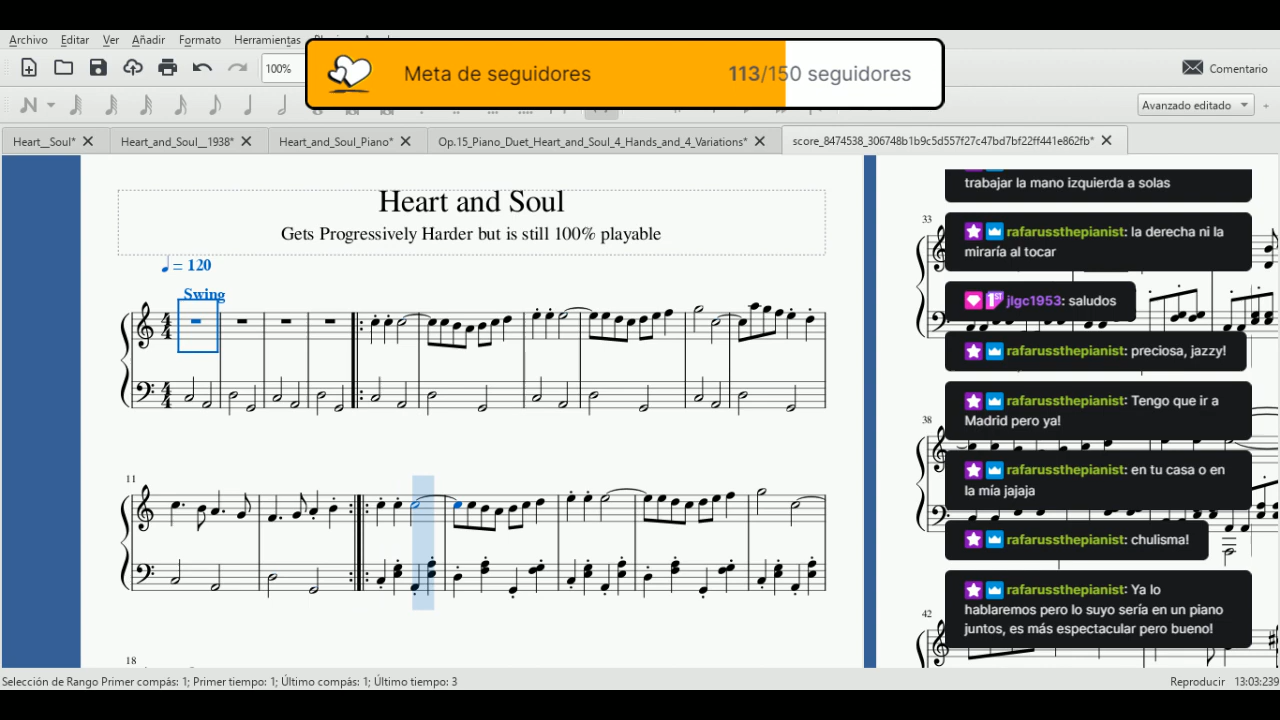 Archivo Editar Ver Añadir Formato Herramientas
100%
Meta de seguidores 113/150 seguidores
Comentario
Avanzado editado
Heart__Soul* Heart_and_Soul__1938* Heart_and_Soul_Piano* Op.15_Piano_Duet_Heart_and_Soul_4_Hands_and_4_Variations* score_8474538_306748b1b9c5d557f27c47bd7bf22ff441e862fb*
Heart and Soul
Gets Progressively Harder but is still 100% playable
= 120
Swing
11
18
33
38
42
trabajar la mano izquierda a solas
rafarussthepianist: la derecha ni la
miraría al tocar
jlgc1953: saludos
rafarussthepianist: preciosa, jazzy!
rafarussthepianist: Tengo que ir a
Madrid pero ya!
rafarussthepianist: en tu casa o en
la mía jajaja
rafarussthepianist: chulisma!
rafarussthepianist: Ya lo
hablaremos pero lo suyo sería en un piano
juntos, es más espectacular pero bueno!
Selección de Rango Primer compás: 1; Primer tiempo: 1; Último compás: 1; Último tiempo: 3
Reproducir 13:03:239